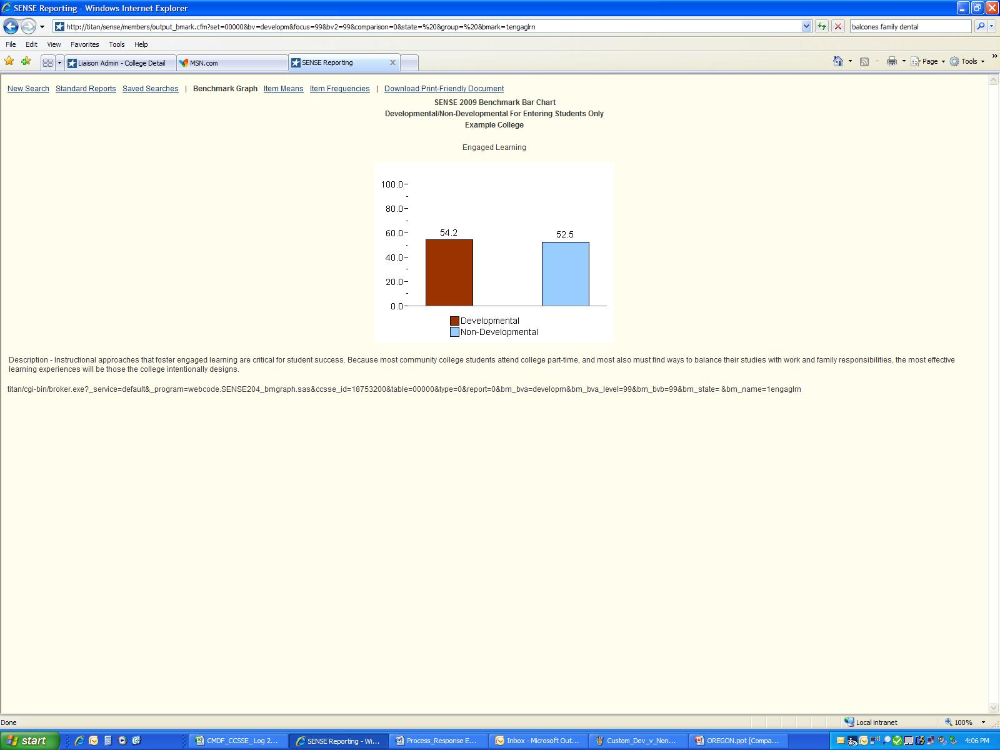 SENSE Reporting - Windows Internet Explorer
http://titan/sense/members/output_bmark.cfm?set=00000&bv=developm&focus=99&bv2=99&comparison=0&state=%20&group=%20&bmark=1engaglrn
balcones family dental
File Edit View Favorites Tools Help
Liaison Admin - College Detail MSN.com SENSE Reporting Page Tools
New Search Standard Reports Saved Searches | Benchmark Graph Item Means Item Frequencies | Download Print-Friendly Document
SENSE 2009 Benchmark Bar Chart
Developmental/Non-Developmental For Entering Students Only
Example College
Engaged Learning
100.0
80.0
60.0
40.0
20.0
0.0
54.2
52.5
Developmental
Non-Developmental
Description - Instructional approaches that foster engaged learning are critical for student success. Because most community college students attend college part-time, and most also must find ways to balance their studies with work and family responsibilities, the most effective
learning experiences will be those the college intentionally designs.
titan/cgi-bin/broker.exe?_service=default&_program=webcode.SENSE204_bmgraph.sas&ccsse_id=18753200&table=00000&type=0&report=0&bm_bva=developm&bm_bva_level=99&bm_bvb=99&bm_state= &bm_name=1engaglrn
Done Local intranet 100%
start CMDF_CCSSE_ Log 2... SENSE Reporting - Wi... Process_Response E... Inbox - Microsoft Out... Custom_Dev_v_Non... OREGON.ppt [Compa... 4:06 PM